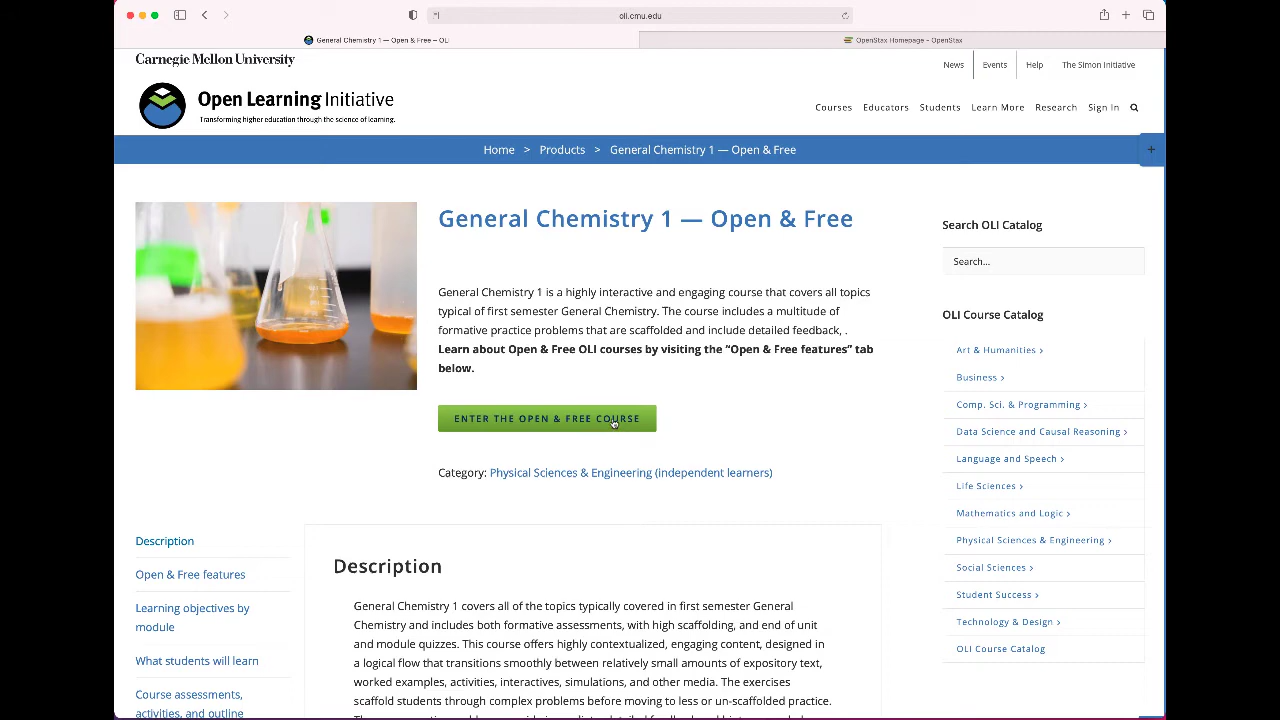 oli.cmu.edu
General Chemistry 1 — Open & Free – OLI
OpenStax Homepage - OpenStax
Carnegie Mellon University
News
Events
Help
The Simon Initiative
Open Learning Initiative
Transforming higher education through the science of learning.
Courses
Educators
Students
Learn More
Research
Sign In
Home > Products > General Chemistry 1 — Open & Free
General Chemistry 1 — Open & Free
General Chemistry 1 is a highly interactive and engaging course that covers all topics
typical of first semester General Chemistry. The course includes a multitude of
formative practice problems that are scaffolded and include detailed feedback, .
Learn about Open & Free OLI courses by visiting the “Open & Free features” tab
below.
ENTER THE OPEN & FREE COURSE
Category: Physical Sciences & Engineering (independent learners)
Search OLI Catalog
Search...
OLI Course Catalog
Art & Humanities ›
Business ›
Comp. Sci. & Programming ›
Data Science and Causal Reasoning ›
Language and Speech ›
Life Sciences ›
Mathematics and Logic ›
Physical Sciences & Engineering ›
Social Sciences ›
Student Success ›
Technology & Design ›
OLI Course Catalog
Description
Open & Free features
Learning objectives by
module
What students will learn
Course assessments,
activities, and outline
Description
General Chemistry 1 covers all of the topics typically covered in first semester General
Chemistry and includes both formative assessments, with high scaffolding, and end of unit
and module quizzes. This course offers highly contextualized, engaging content, designed in
a logical flow that transitions smoothly between relatively small amounts of expository text,
worked examples, activities, interactives, simulations, and other media. The exercises
scaffold students through complex problems before moving to less or un-scaffolded practice.